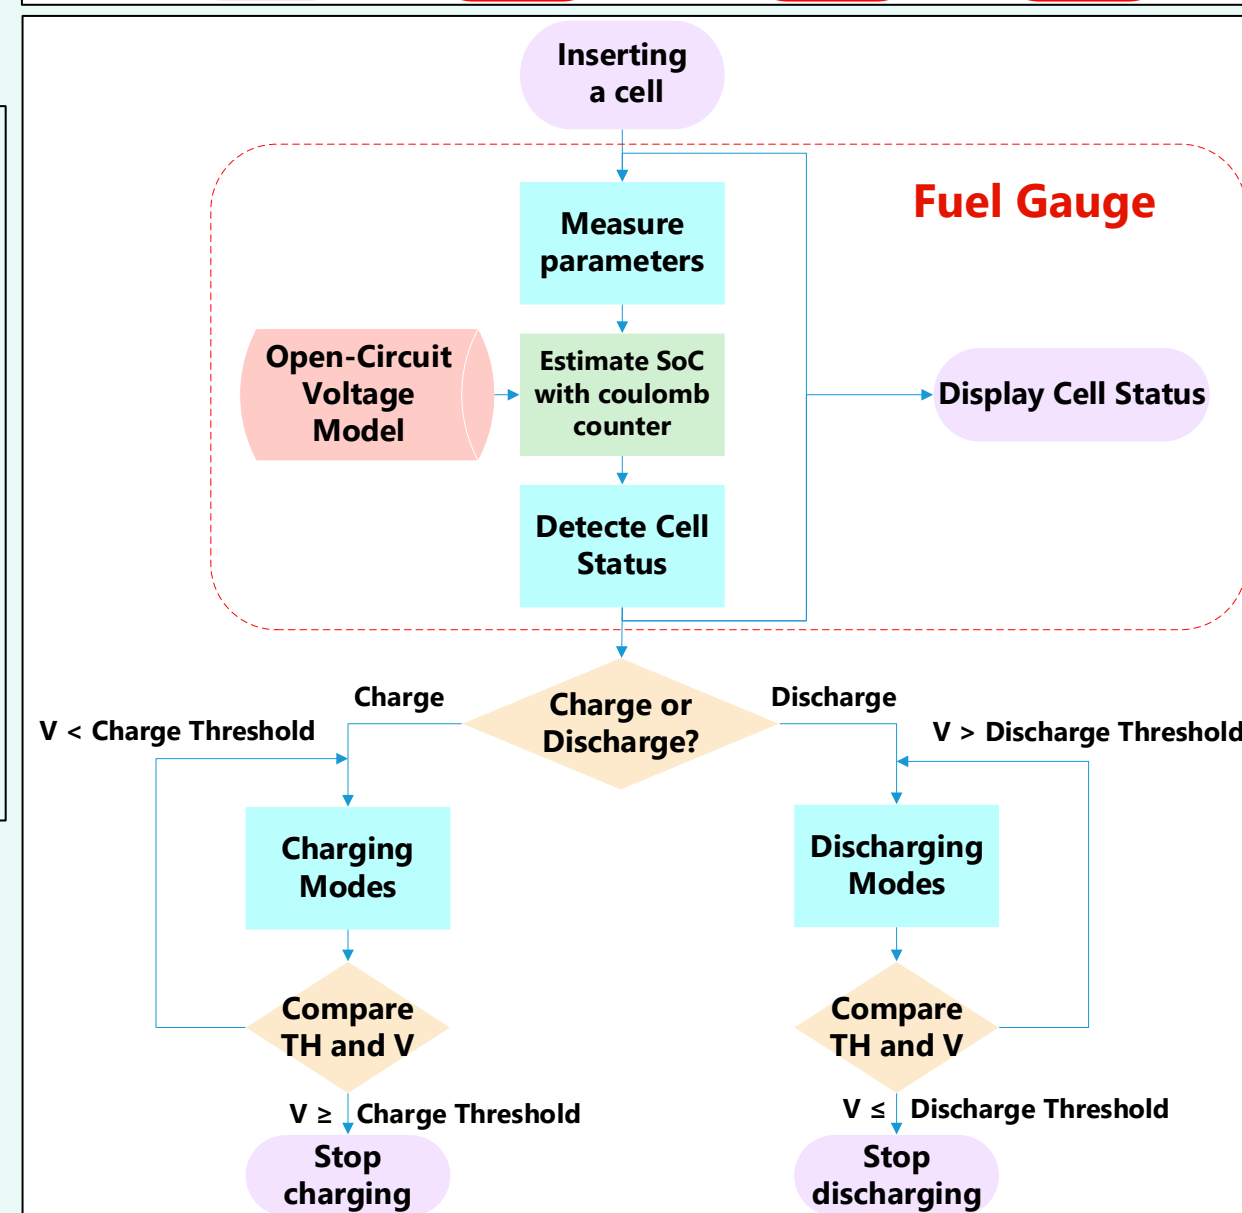 Inserting
a cell
Fuel Gauge
Measure
parameters
Open-Circuit
Voltage
Model
Estimate SoC
with coulomb
counter
Display Cell Status
Detecte Cell
Status
Charge
Charge or
Discharge?
Discharge
V < Charge Threshold
V > Discharge Threshold
Charging
Modes
Discharging
Modes
Compare
TH and V
Compare
TH and V
V ≥ Charge Threshold
V ≤ Discharge Threshold
Stop
charging
Stop
discharging